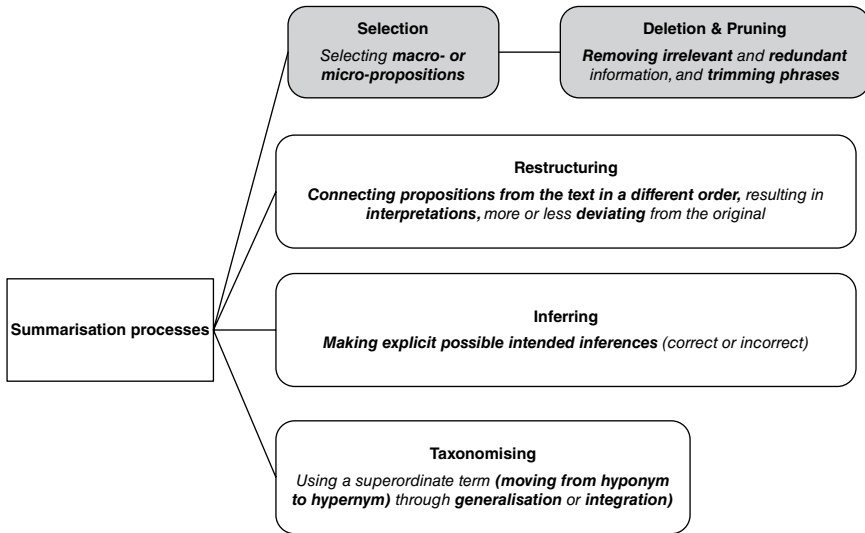 Selection
Selecting macro- or
micro-propositions
Deletion & Pruning
Removing irrelevant and redundant
information, and trimming phrases
Restructuring
Connecting propositions from the text in a different order, resulting in
interpretations, more or less deviating from the original
Summarisation processes
Inferring
Making explicit possible intended inferences (correct or incorrect)
Taxonomising
Using a superordinate term (moving from hyponym
to hypernym) through generalisation or integration)